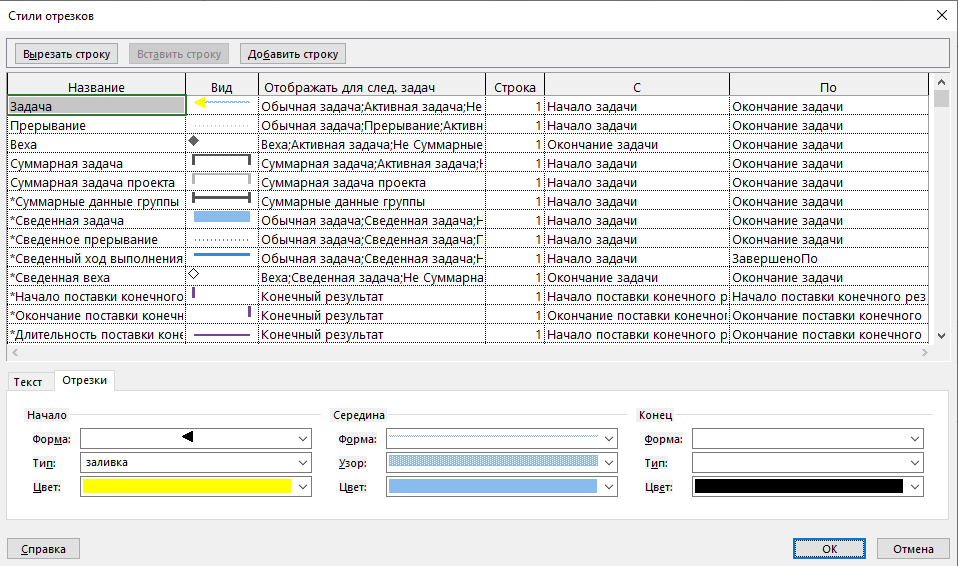 Стили отрезков
Вырезать строку Вставить строку Добавить строку
Название Вид Отображать для след. задач Строка С По
Задача Обычная задача;Активная задача;Не 1 Начало задачи Окончание задачи
Прерывание Обычная задача;Прерывание;Активн 1 Начало задачи Окончание задачи
Веха Веха;Активная задача;Не Суммарные 1 Окончание задачи Окончание задачи
Суммарная задача Суммарная задача;Активная задача;Н 1 Начало задачи Окончание задачи
Суммарная задача проекта Суммарная задача проекта 1 Начало задачи Окончание задачи
*Суммарные данные группы Суммарные данные группы 1 Начало задачи Окончание задачи
*Сведенная задача Обычная задача;Сведенная задача;Н 1 Начало задачи Окончание задачи
*Сведенное прерывание Обычная задача;Сведенная задача;П 1 Начало задачи Окончание задачи
*Сведенный ход выполнения Обычная задача;Сведенная задача;Н 1 Начало задачи ЗавершеноПо
*Сведенная веха Веха;Сведенная задача;Не Суммарна 1 Окончание задачи Окончание задачи
*Начало поставки конечного Конечный результат 1 Начало поставки конечного р Начало поставки конечного рез
*Окончание поставки конечн Конечный результат 1 Окончание поставки конечног Окончание поставки конечного
*Длительность поставки коне Конечный результат 1 Начало поставки конечного р Окончание поставки конечного
Текст Отрезки
Начало Середина Конец
Форма: Форма: Форма:
Тип: заливка Узор: Тип:
Цвет: Цвет: Цвет:
Справка ОК Отмена